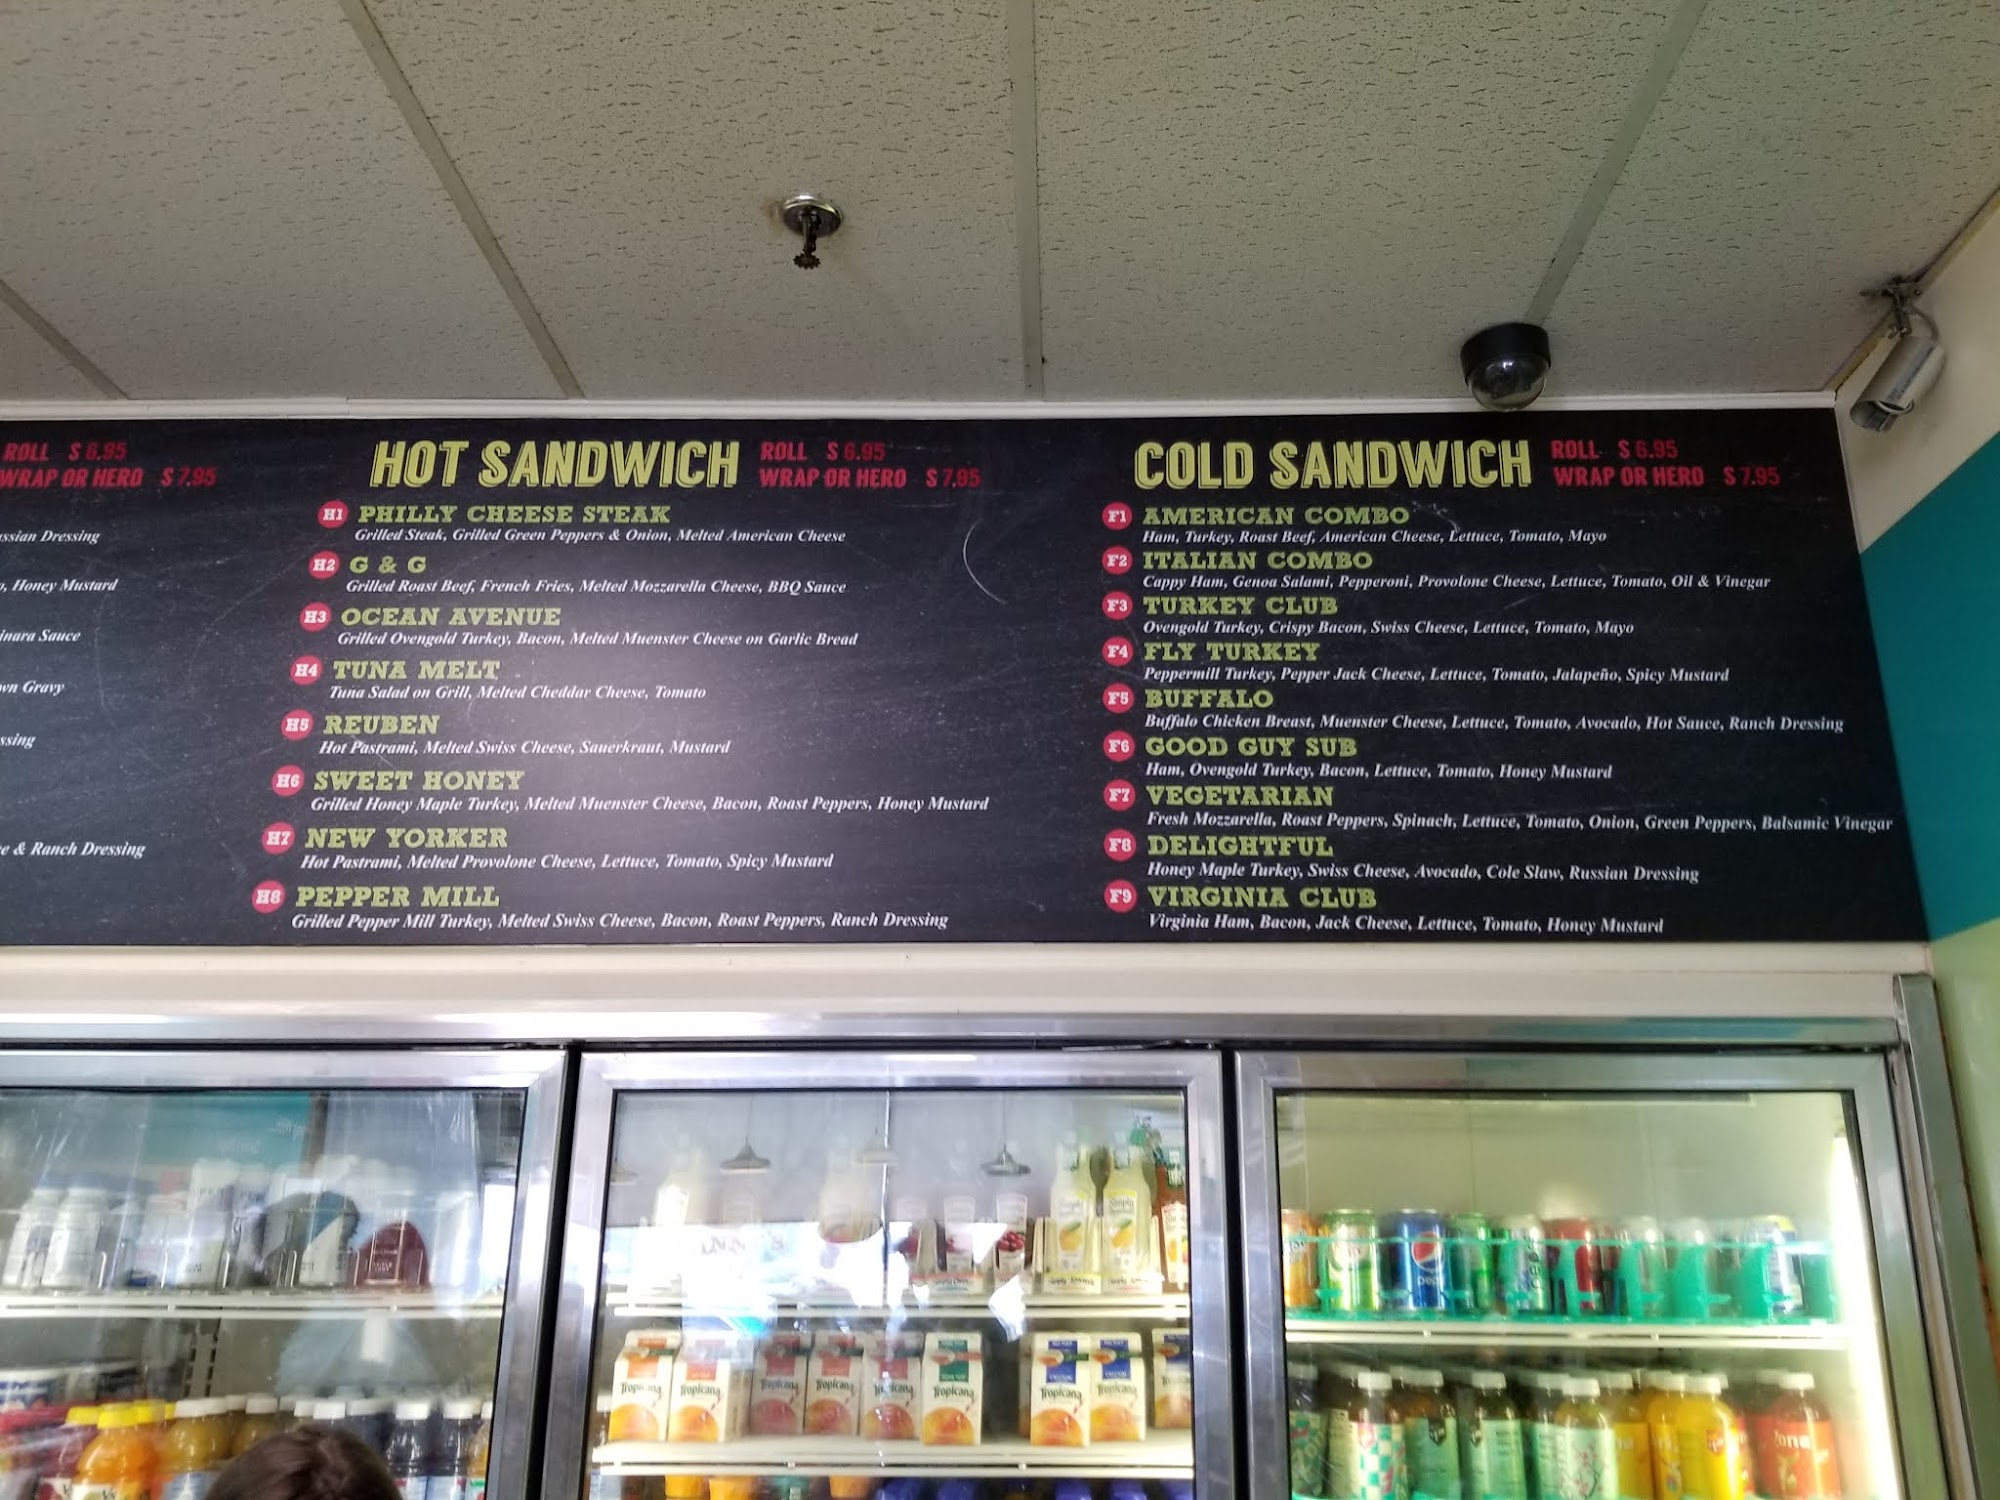 ROLL $ 6.95
WRAP OR HERO $ 7.95
ssian Dressing
, Honey Mustard
inara Sauce
wn Gravy
ssing
e & Ranch Dressing
HOT SANDWICH
ROLL $ 6.95
WRAP OR HERO $ 7.95
H1 PHILLY CHEESE STEAK
Grilled Steak, Grilled Green Peppers & Onion, Melted American Cheese
H2 G & G
Grilled Roast Beef, French Fries, Melted Mozzarella Cheese, BBQ Sauce
H3 OCEAN AVENUE
Grilled Ovengold Turkey, Bacon, Melted Muenster Cheese on Garlic Bread
H4 TUNA MELT
Tuna Salad on Grill, Melted Cheddar Cheese, Tomato
H5 REUBEN
Hot Pastrami, Melted Swiss Cheese, Sauerkraut, Mustard
H6 SWEET HONEY
Grilled Honey Maple Turkey, Melted Muenster Cheese, Bacon, Roast Peppers, Honey Mustard
H7 NEW YORKER
Hot Pastrami, Melted Provolone Cheese, Lettuce, Tomato, Spicy Mustard
H8 PEPPER MILL
Grilled Pepper Mill Turkey, Melted Swiss Cheese, Bacon, Roast Peppers, Ranch Dressing
COLD SANDWICH
ROLL $ 6.95
WRAP OR HERO $ 7.95
F1 AMERICAN COMBO
Ham, Turkey, Roast Beef, American Cheese, Lettuce, Tomato, Mayo
F2 ITALIAN COMBO
Cappy Ham, Genoa Salami, Pepperoni, Provolone Cheese, Lettuce, Tomato, Oil & Vinegar
F3 TURKEY CLUB
Ovengold Turkey, Crispy Bacon, Swiss Cheese, Lettuce, Tomato, Mayo
F4 FLY TURKEY
Peppermill Turkey, Pepper Jack Cheese, Lettuce, Tomato, Jalapeño, Spicy Mustard
F5 BUFFALO
Buffalo Chicken Breast, Muenster Cheese, Lettuce, Tomato, Avocado, Hot Sauce, Ranch Dressing
F6 GOOD GUY SUB
Ham, Ovengold Turkey, Bacon, Lettuce, Tomato, Honey Mustard
F7 VEGETARIAN
Fresh Mozzarella, Roast Peppers, Spinach, Lettuce, Tomato, Onion, Green Peppers, Balsamic Vinegar
F8 DELIGHTFUL
Honey Maple Turkey, Swiss Cheese, Avocado, Cole Slaw, Russian Dressing
F9 VIRGINIA CLUB
Virginia Ham, Bacon, Jack Cheese, Lettuce, Tomato, Honey Mustard
Simply
Simply
pepsi
Tropicana
Tropicana
Tropicana
Tropicana
Tropicana
Tropicana
Tropicana
Tropicana